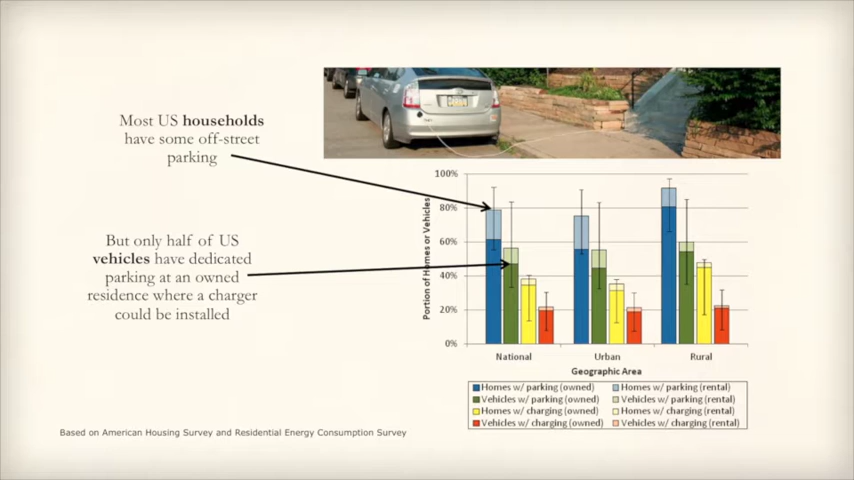 Most US households
have some off-street
parking
But only half of US
vehicles have dedicated
parking at an owned
residence where a charger
could be installed
Portion of Homes or Vehicles
100%
80%
60%
40%
20%
0%
National
Urban
Rural
Geographic Area
Homes w/ parking (owned)
Homes w/ parking (rental)
Vehicles w/ parking (owned)
Vehicles w/ parking (rental)
Homes w/ charging (owned)
Homes w/ charging (rental)
Vehicles w/ charging (owned)
Vehicles w/ charging (rental)
Based on American Housing Survey and Residential Energy Consumption Survey